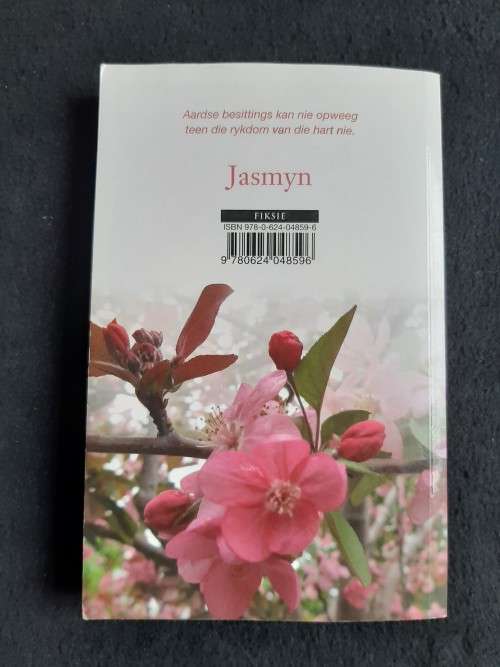 Aardse besittings kan nie opweeg
teen die rykdom van die hart nie.
Jasmyn
FIKSIE
ISBN 978-0-624-04859-6
9 780624 048596